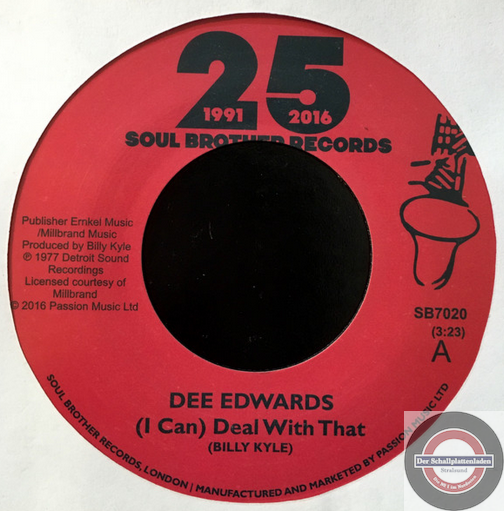 25
1991 2016
SOUL BROTHER RECORDS
Publisher Ernkel Music
/Millbrand Music
Produced by Billy Kyle
℗ 1977 Detroit Sound
Recordings
Licensed courtesy of
Millbrand
© 2016 Passion Music Ltd
SB7020
(3:23)
A
DEE EDWARDS
(I Can) Deal With That
(BILLY KYLE)
SOUL BROTHER RECORDS, LONDON | MANUFACTURED AND MARKETED BY PASSION MUSIC LTD
Der Schallplattenladen
Stralsund